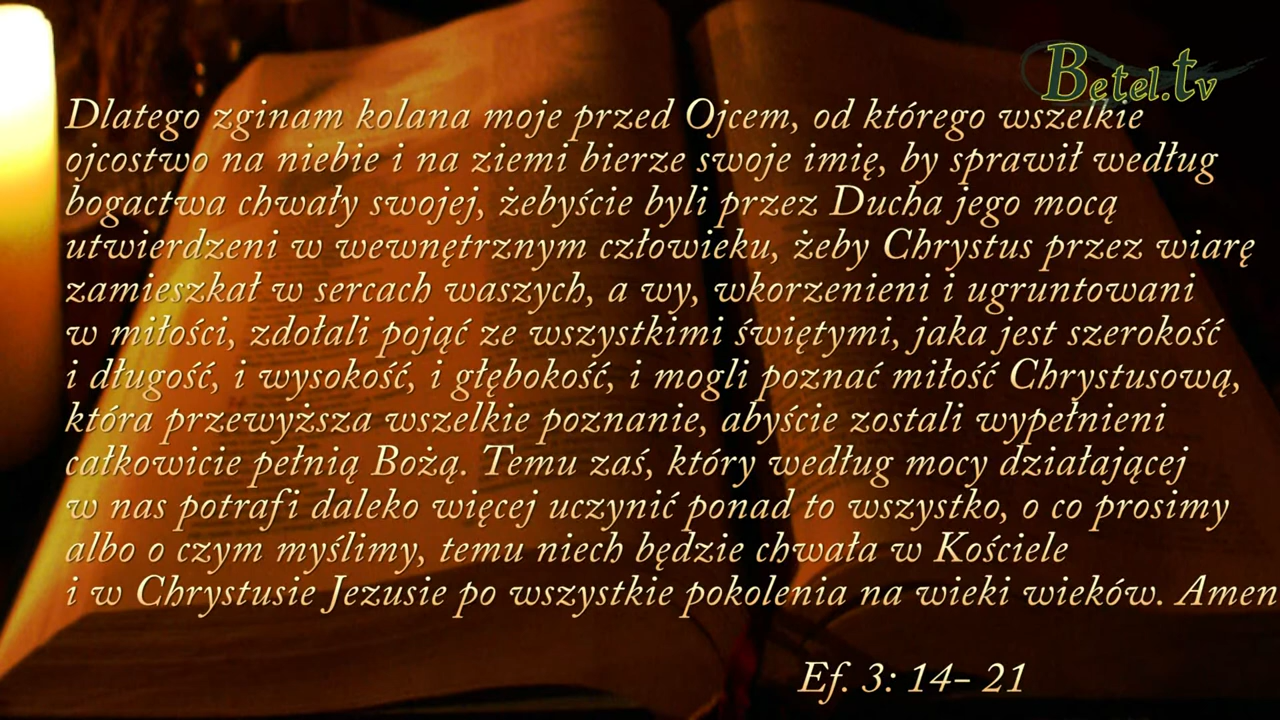 Betel.tv
Dlatego zginam kolana moje przed Ojcem, od którego wszelkie
ojcostwo na niebie i na ziemi bierze swoje imię, by sprawił według
bogactwa chwały swojej, żebyście byli przez Ducha jego mocą
utwierdzeni w wewnętrznym człowieku, żeby Chrystus przez wiarę
zamieszkał w sercach waszych, a wy, wkorzenieni i ugruntowani
w miłości, zdołali pojąć ze wszystkimi świętymi, jaka jest szerokość
i długość, i wysokość, i głębokość, i mogli poznać miłość Chrystusową,
która przewyższa wszelkie poznanie, abyście zostali wypełnieni
całkowicie pełnią Bożą. Temu zaś, który według mocy działającej
w nas potrafi daleko więcej uczynić ponad to wszystko, o co prosimy
albo o czym myślimy, temu niech będzie chwała w Kościele
i w Chrystusie Jezusie po wszystkie pokolenia na wieki wieków. Amen
Ef. 3: 14- 21